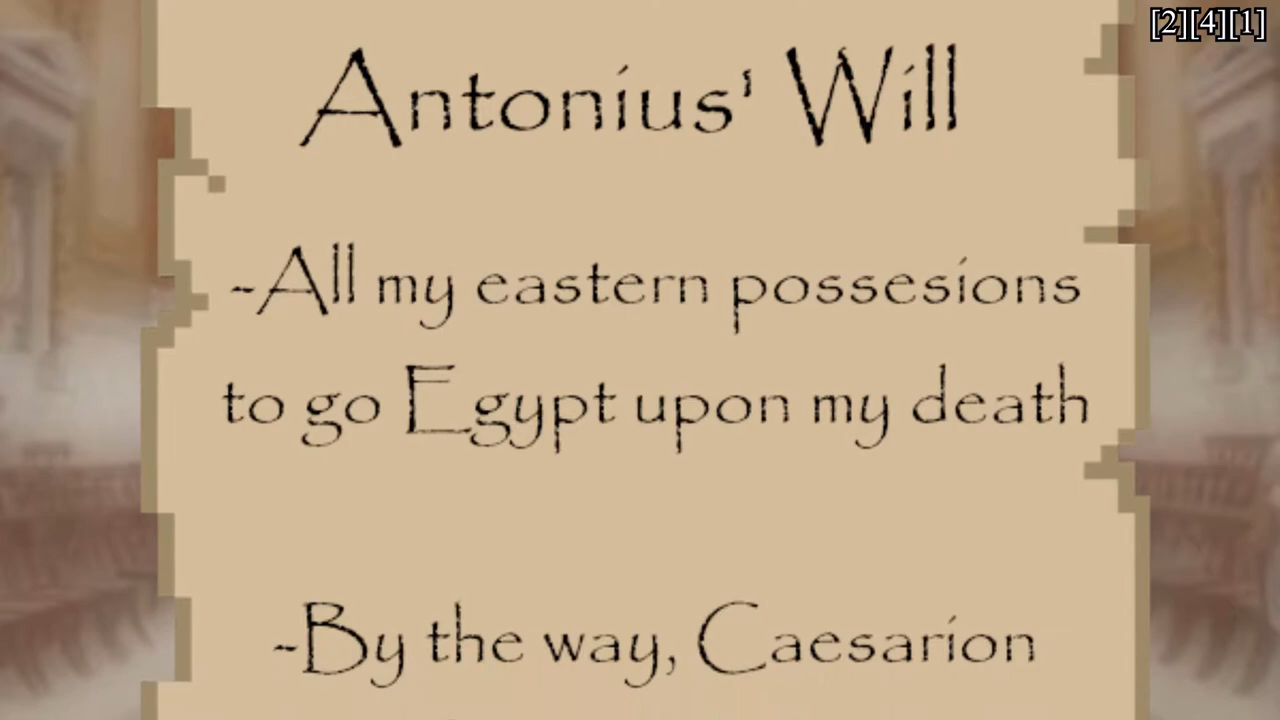 [2][4][1]
Antonius' Will
-All my eastern possesions
to go Egypt upon my death
-By the way, Caesarion